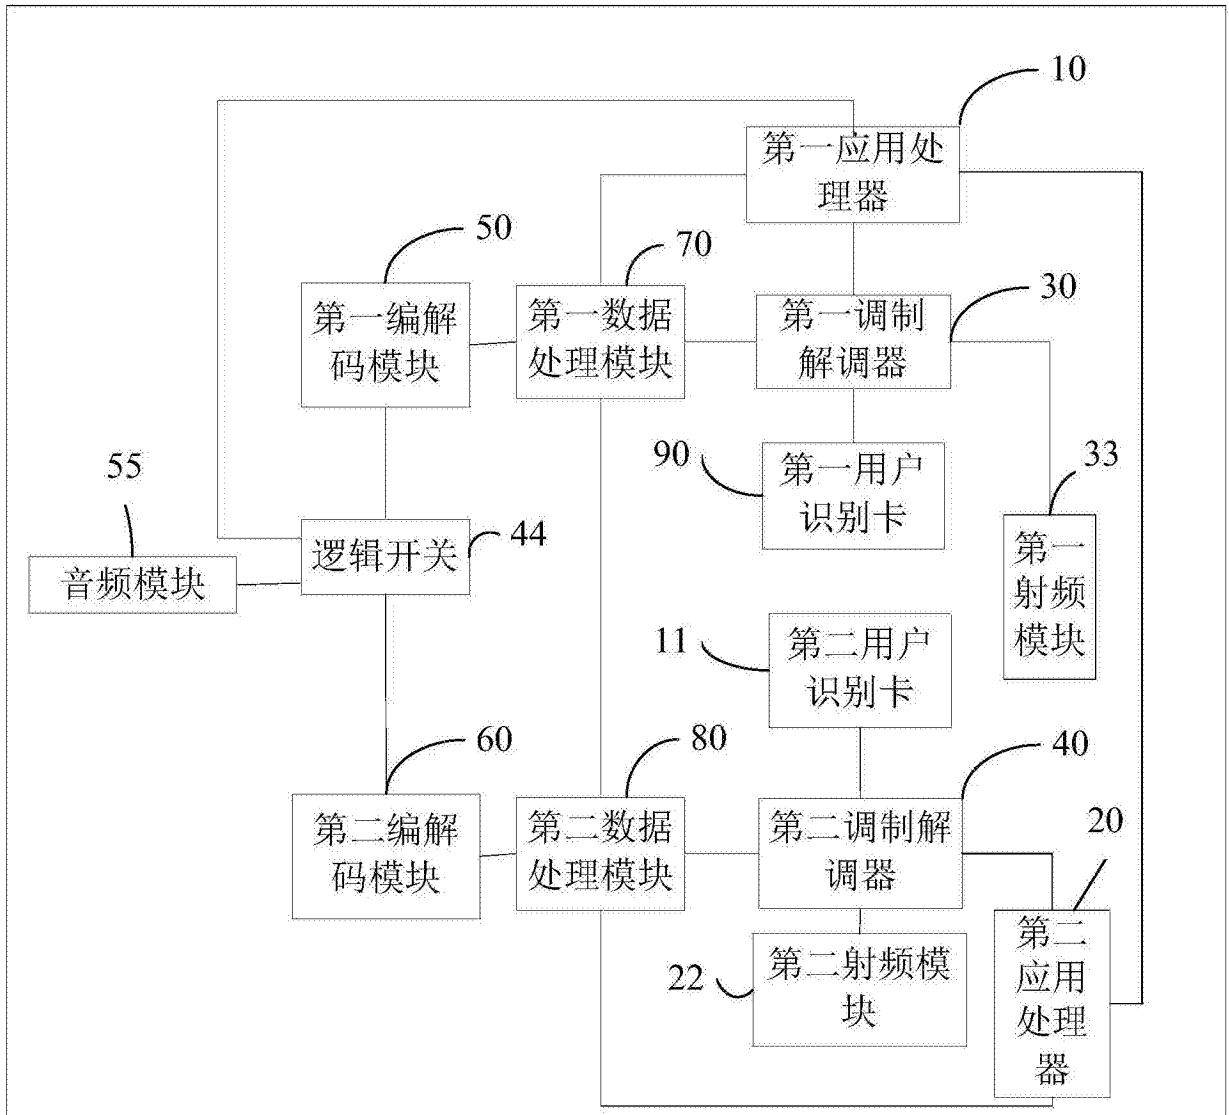 10
第一应用处
理器
50
70
30
第一编解
码模块
第一数据
处理模块
第一调制
解调器
90
第一用户
识别卡
33
第一
射频
模块
55
音频模块
逻辑开关
44
11
第二用户
识别卡
60
80
40
第二编解
码模块
第二数据
处理模块
第二调制解
调器
20
第二
应用
处理
器
22
第二射频模
块